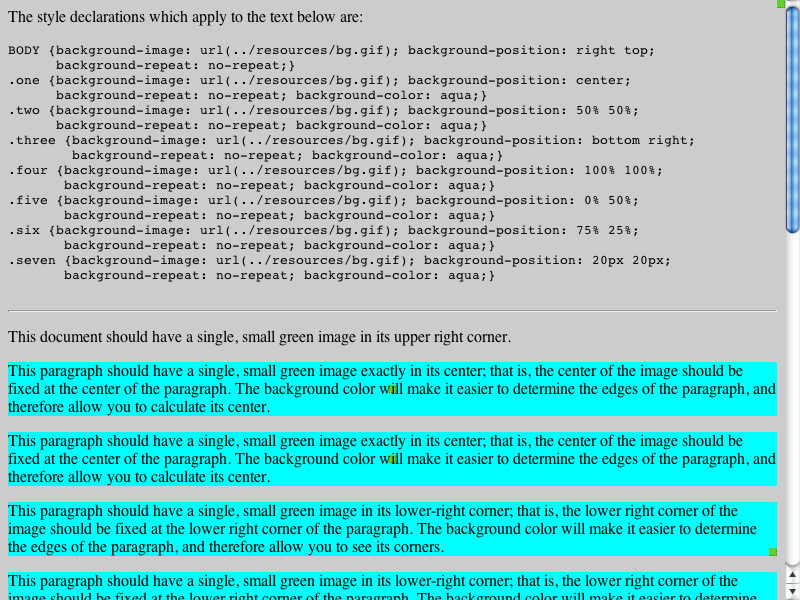 The style declarations which apply to the text below are:
BODY {background-image: url(../resources/bg.gif); background-position: right top;
background-repeat: no-repeat;}
.one {background-image: url(../resources/bg.gif); background-position: center;
background-repeat: no-repeat; background-color: aqua;}
.two {background-image: url(../resources/bg.gif); background-position: 50% 50%;
background-repeat: no-repeat; background-color: aqua;}
.three {background-image: url(../resources/bg.gif); background-position: bottom right;
background-repeat: no-repeat; background-color: aqua;}
.four {background-image: url(../resources/bg.gif); background-position: 100% 100%;
background-repeat: no-repeat; background-color: aqua;}
.five {background-image: url(../resources/bg.gif); background-position: 0% 50%;
background-repeat: no-repeat; background-color: aqua;}
.six {background-image: url(../resources/bg.gif); background-position: 75% 25%;
background-repeat: no-repeat; background-color: aqua;}
.seven {background-image: url(../resources/bg.gif); background-position: 20px 20px;
background-repeat: no-repeat; background-color: aqua;}
This document should have a single, small green image in its upper right corner.
This paragraph should have a single, small green image exactly in its center; that is, the center of the image should be
fixed at the center of the paragraph. The background color will make it easier to determine the edges of the paragraph, and
therefore allow you to calculate its center.
This paragraph should have a single, small green image exactly in its center; that is, the center of the image should be
fixed at the center of the paragraph. The background color will make it easier to determine the edges of the paragraph, and
therefore allow you to calculate its center.
This paragraph should have a single, small green image in its lower-right corner; that is, the lower right corner of the
image should be fixed at the lower right corner of the paragraph. The background color will make it easier to determine
the edges of the paragraph, and therefore allow you to see its corners.
This paragraph should have a single, small green image in its lower-right corner; that is, the lower right corner of the
image should be fixed at the lower right corner of the paragraph. The background color will make it easier to determine